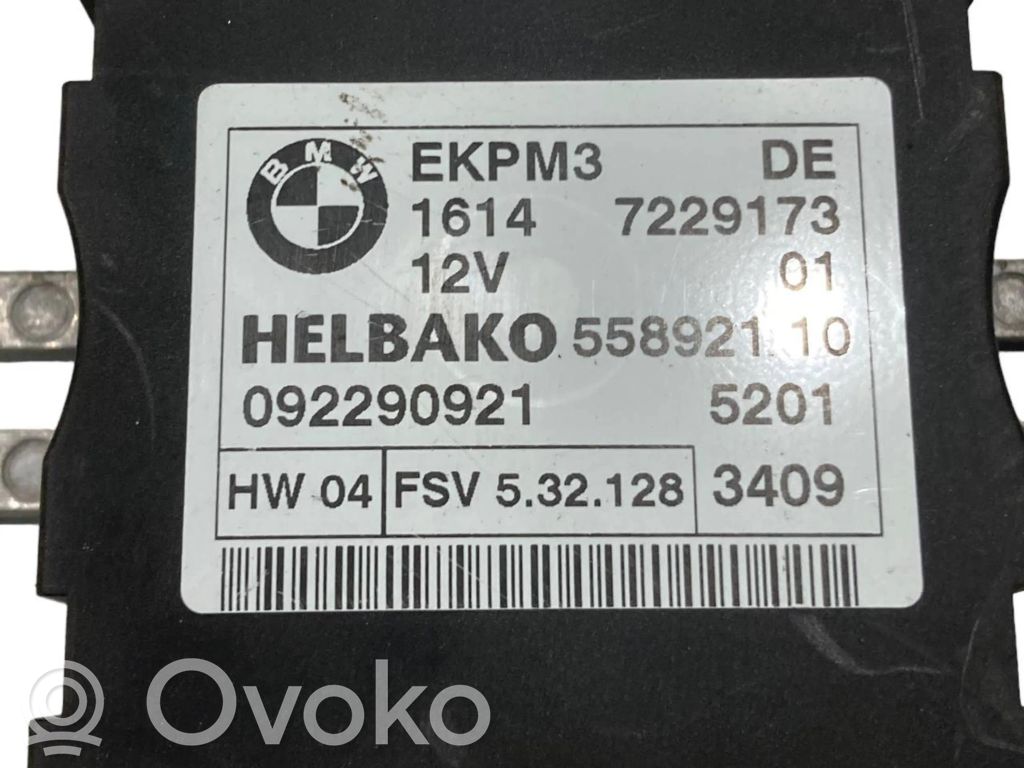 BMW
EKPM3 DE
1614 7229173
12V 01
HELBAKO 558921 10
092290921 5201
HW 04 FSV 5.32.128 3409
Ovoko